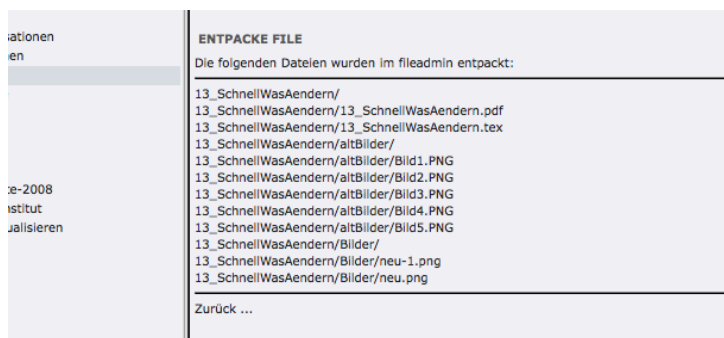 ENTPACKE FILE
Die folgenden Dateien wurden im fileadmin entpackt:
13_SchnellWasAendern/
13_SchnellWasAendern/13_SchnellWasAendern.pdf
13_SchnellWasAendern/13_SchnellWasAendern.tex
13_SchnellWasAendern/altBilder/
13_SchnellWasAendern/altBilder/Bild1.PNG
13_SchnellWasAendern/altBilder/Bild2.PNG
13_SchnellWasAendern/altBilder/Bild3.PNG
13_SchnellWasAendern/altBilder/Bild4.PNG
13_SchnellWasAendern/altBilder/Bild5.PNG
13_SchnellWasAendern/Bilder/
13_SchnellWasAendern/Bilder/neu-1.png
13_SchnellWasAendern/Bilder/neu.png
Zurück ...